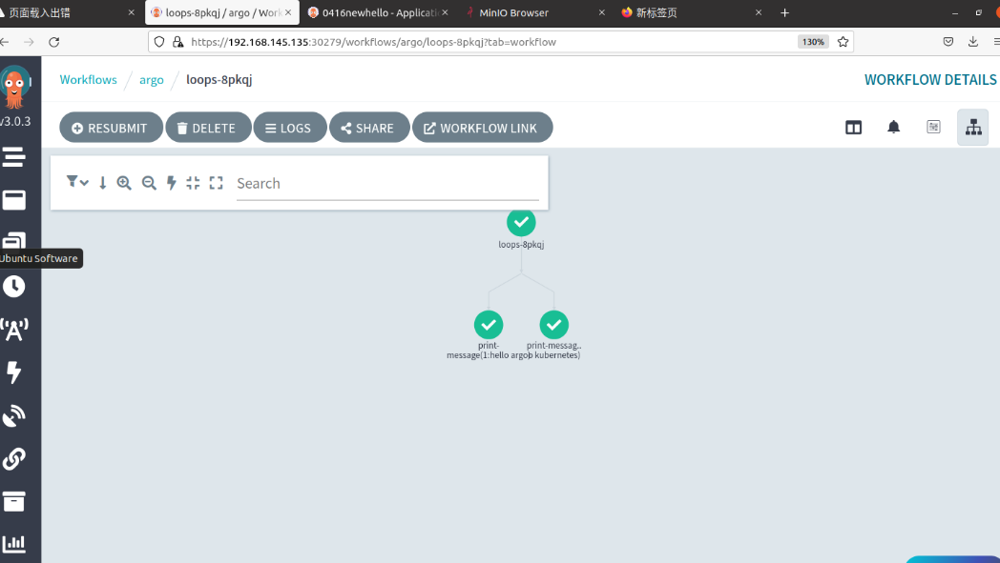 页面载入出错
loops-8pkqj / argo / Work
0416newhello - Applicati
MinIO Browser
新标签页
https://192.168.145.135:30279/workflows/argo/loops-8pkqj?tab=workflow
130%
Workflows / argo / loops-8pkqj
WORKFLOW DETAILS
v3.0.3
RESUBMIT
DELETE
LOGS
SHARE
WORKFLOW LINK
Search
Ubuntu Software
loops-8pkqj
print-
message(1:hello argo)
print-messag..
kubernetes)